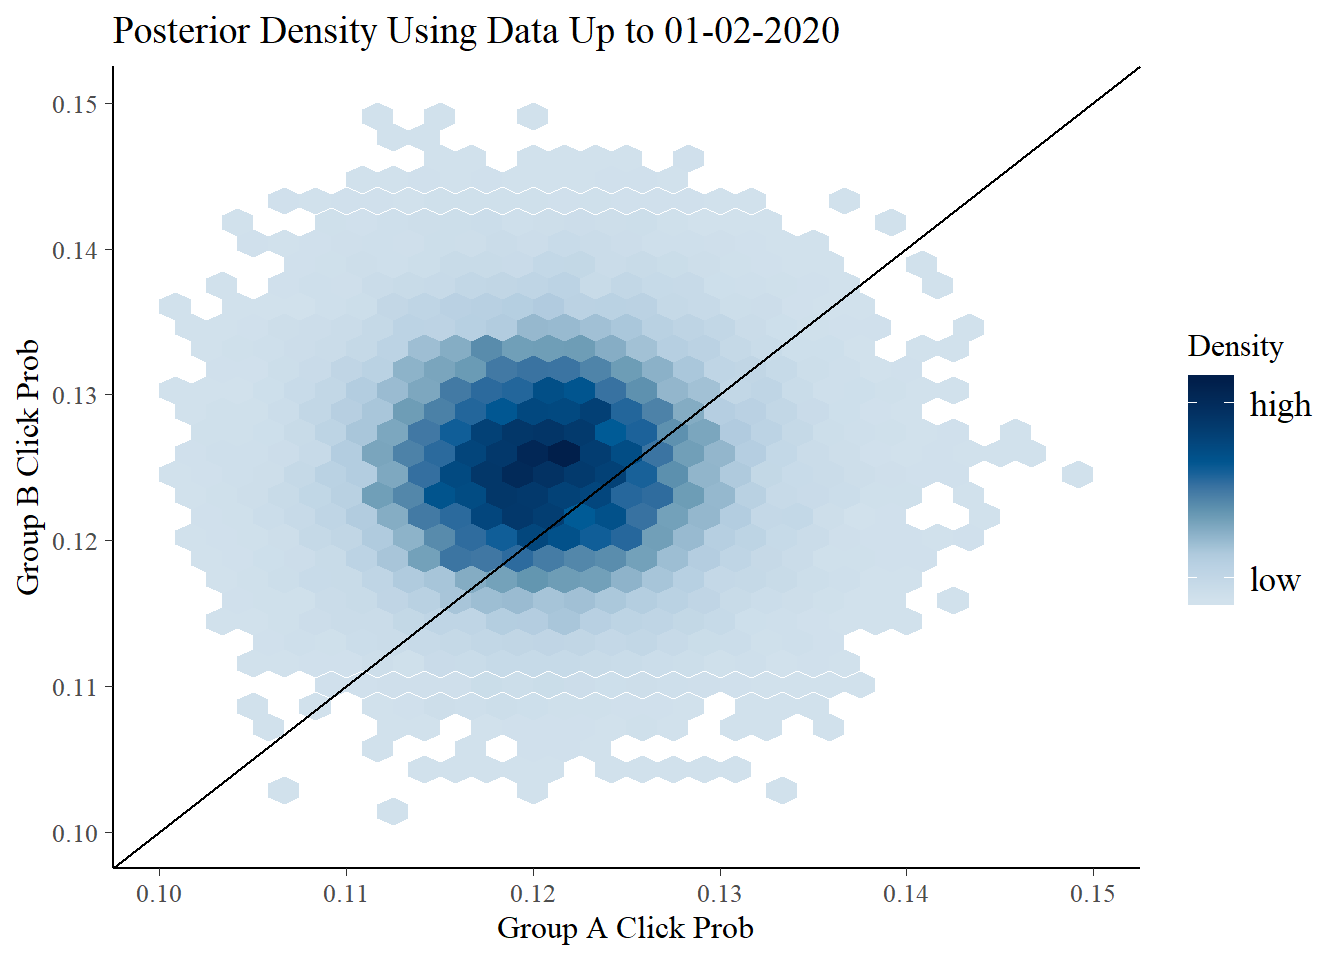 Posterior Density Using Data Up to 01-02-2020
0.15
0.14
0.13
0.12
0.11
0.10
Group B Click Prob
0.10 0.11 0.12 0.13 0.14 0.15
Group A Click Prob
Density
high
low